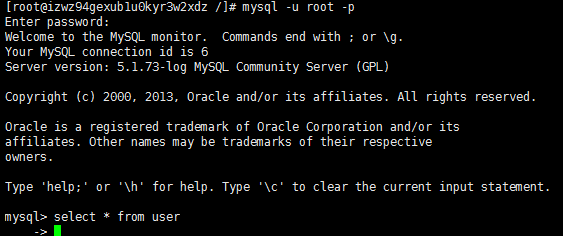 [root@izwz94gexub1u0kyr3w2xdz /]# mysql -u root -p
Enter password:
Welcome to the MySQL monitor.  Commands end with ; or \g.
Your MySQL connection id is 6
Server version: 5.1.73-log MySQL Community Server (GPL)
Copyright (c) 2000, 2013, Oracle and/or its affiliates. All rights reserved.
Oracle is a registered trademark of Oracle Corporation and/or its
affiliates. Other names may be trademarks of their respective
owners.
Type 'help;' or '\h' for help. Type '\c' to clear the current input statement.
mysql> select * from user
    ->